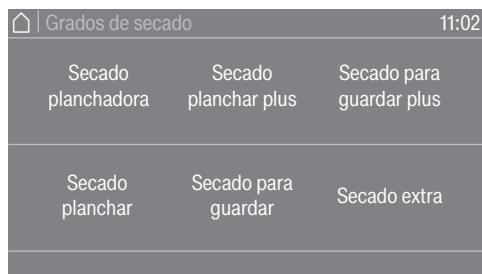 Grados de secado 11:02
Secado planchadora
Secado planchar plus
Secado para guardar plus
Secado planchar
Secado para guardar
Secado extra